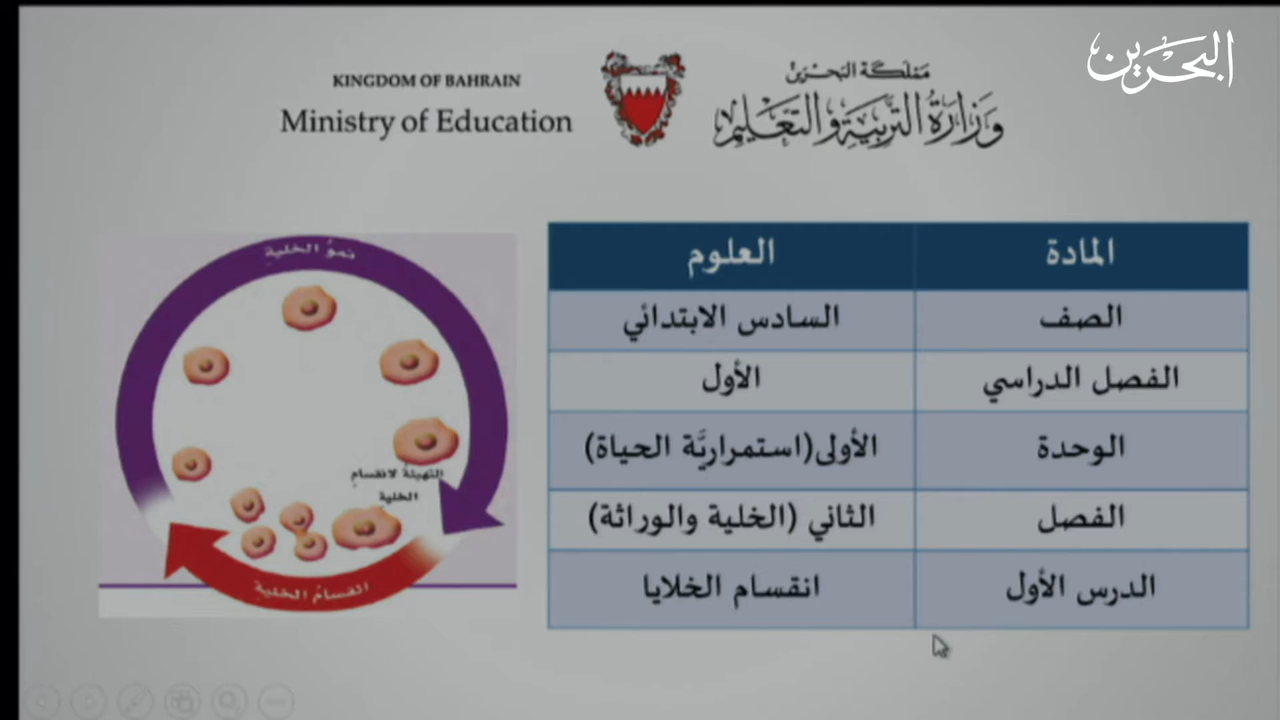 البحرين
KINGDOM OF BAHRAIN
Ministry of Education
مملكة البحرين
وزارة التربية والتعليم
المادة العلوم
الصف السادس الابتدائي
الفصل الدراسي الأول
الوحدة الأولى(استمراريَّة الحياة)
الفصل الثاني (الخلية والوراثة)
الدرس الأول انقسام الخلايا
نموُّ الخلية
التهيئة لانقسام
الخلية
انقسامُ الخلية